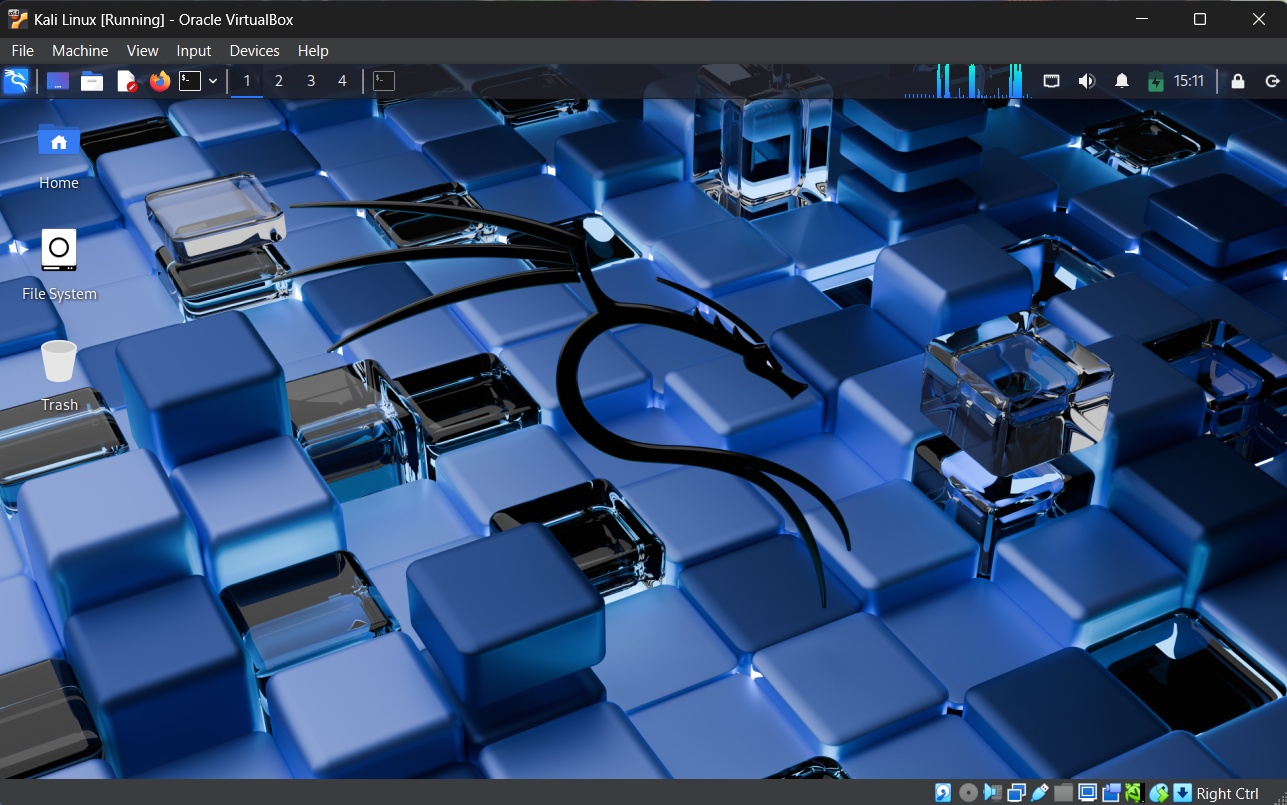 Kali Linux [Running] - Oracle VirtualBox
File Machine View Input Devices Help
1 2 3 4 15:11
Home
File System
Trash
Right Ctrl